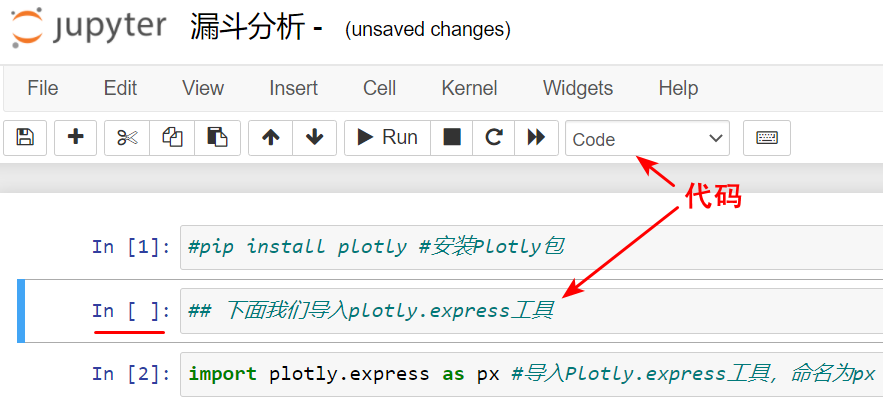 jupyter 漏斗分析 - (unsaved changes)
File Edit View Insert Cell Kernel Widgets Help
Run Code
代码
In [1]: #pip install plotly #安装Plotly包
In [ ]: ## 下面我们导入plotly.express工具
In [2]: import plotly.express as px #导入Plotly.express工具，命名为px